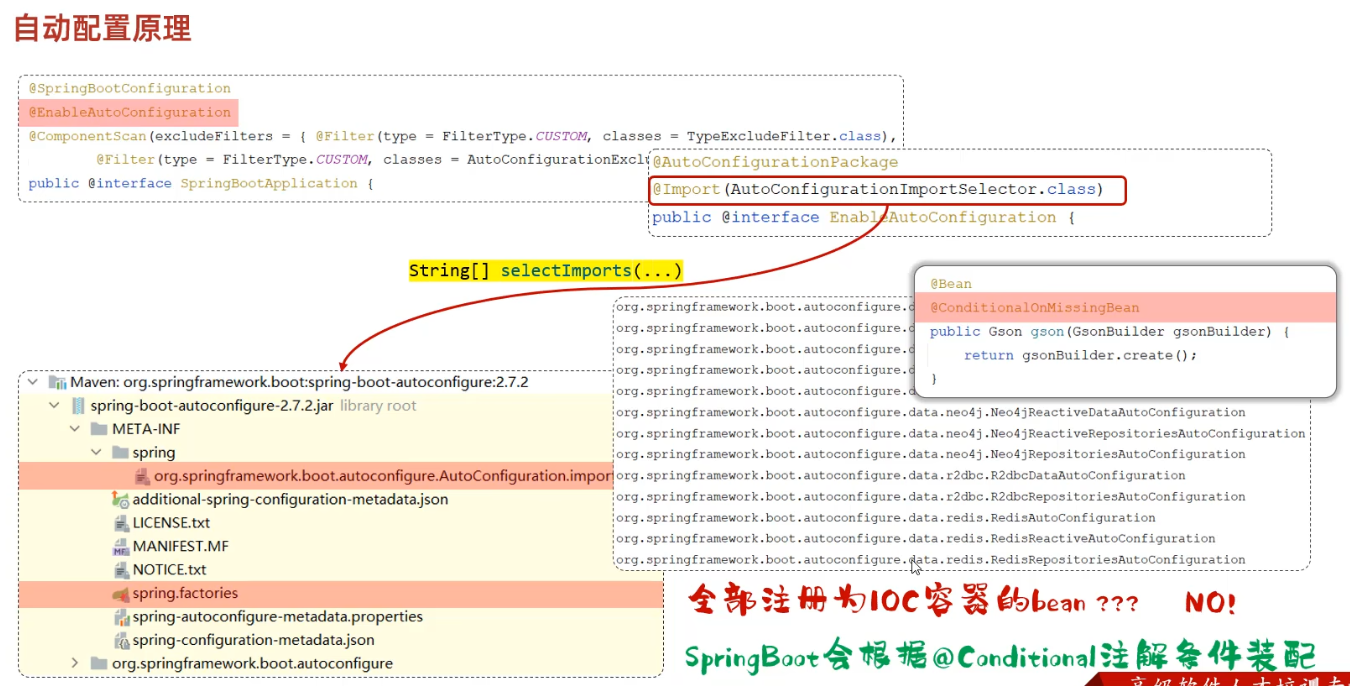 自动配置原理
@SpringBootConfiguration
@EnableAutoConfiguration
@ComponentScan(excludeFilters = { @Filter(type = FilterType.CUSTOM, classes = TypeExcludeFilter.class),
@Filter(type = FilterType.CUSTOM, classes = AutoConfigurationExclu
public @interface SpringBootApplication {
@AutoConfigurationPackage
@Import(AutoConfigurationImportSelector.class)
public @interface EnableAutoConfiguration {
String[] selectImports(...)
@Bean
@ConditionalOnMissingBean
public Gson gson(GsonBuilder gsonBuilder) {
return gsonBuilder.create();
}
org.springframework.boot.autoconfigure.d
org.springframework.boot.autoconfigure.d
org.springframework.boot.autoconfigure.d
org.springframework.boot.autoconfigure.d
org.springframework.boot.autoconfigure.d
org.springframework.boot.autoconfigure.data.neo4j.Neo4jReactiveDataAutoConfiguration
org.springframework.boot.autoconfigure.data.neo4j.Neo4jReactiveRepositoriesAutoConfiguration
org.springframework.boot.autoconfigure.data.neo4j.Neo4jRepositoriesAutoConfiguration
org.springframework.boot.autoconfigure.data.r2dbc.R2dbcDataAutoConfiguration
org.springframework.boot.autoconfigure.data.r2dbc.R2dbcRepositoriesAutoConfiguration
org.springframework.boot.autoconfigure.data.redis.RedisAutoConfiguration
org.springframework.boot.autoconfigure.data.redis.RedisReactiveAutoConfiguration
org.springframework.boot.autoconfigure.data.redis.RedisRepositoriesAutoConfiguration
Maven: org.springframework.boot:spring-boot-autoconfigure:2.7.2
spring-boot-autoconfigure-2.7.2.jar library root
META-INF
spring
org.springframework.boot.autoconfigure.AutoConfiguration.impor
additional-spring-configuration-metadata.json
LICENSE.txt
MANIFEST.MF
NOTICE.txt
spring.factories
spring-autoconfigure-metadata.properties
spring-configuration-metadata.json
org.springframework.boot.autoconfigure
全部注册为IOC容器的bean ??? NO!
SpringBoot会根据@Conditional注解条件装配
高级软件人才培训专